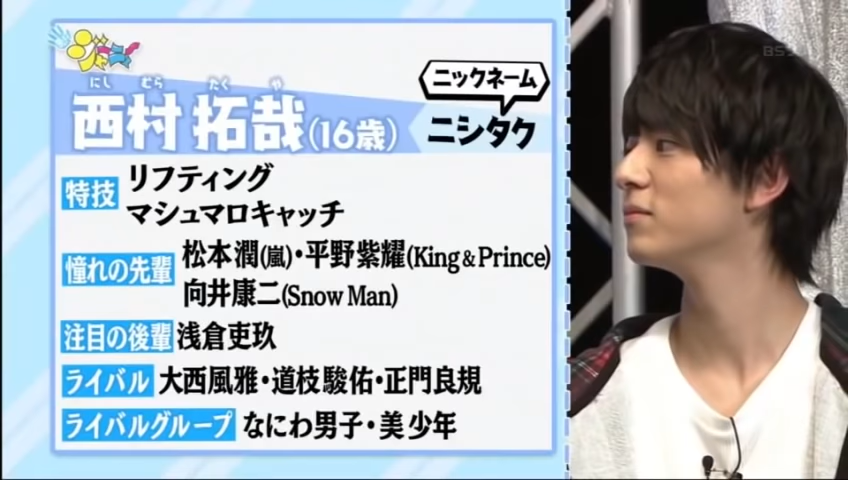 ジャニ
ニックネーム
にしむらたくや
西村 拓哉(16歳)
ニシタク
特技
リフティング
マシュマロキャッチ
憧れの先輩
松本潤(嵐)・平野紫耀(King & Prince)
向井康二(Snow Man)
注目の後輩 浅倉吏玖
ライバル 大西風雅・道枝駿佑・正門良規
ライバルグループ なにわ男子・美 少年